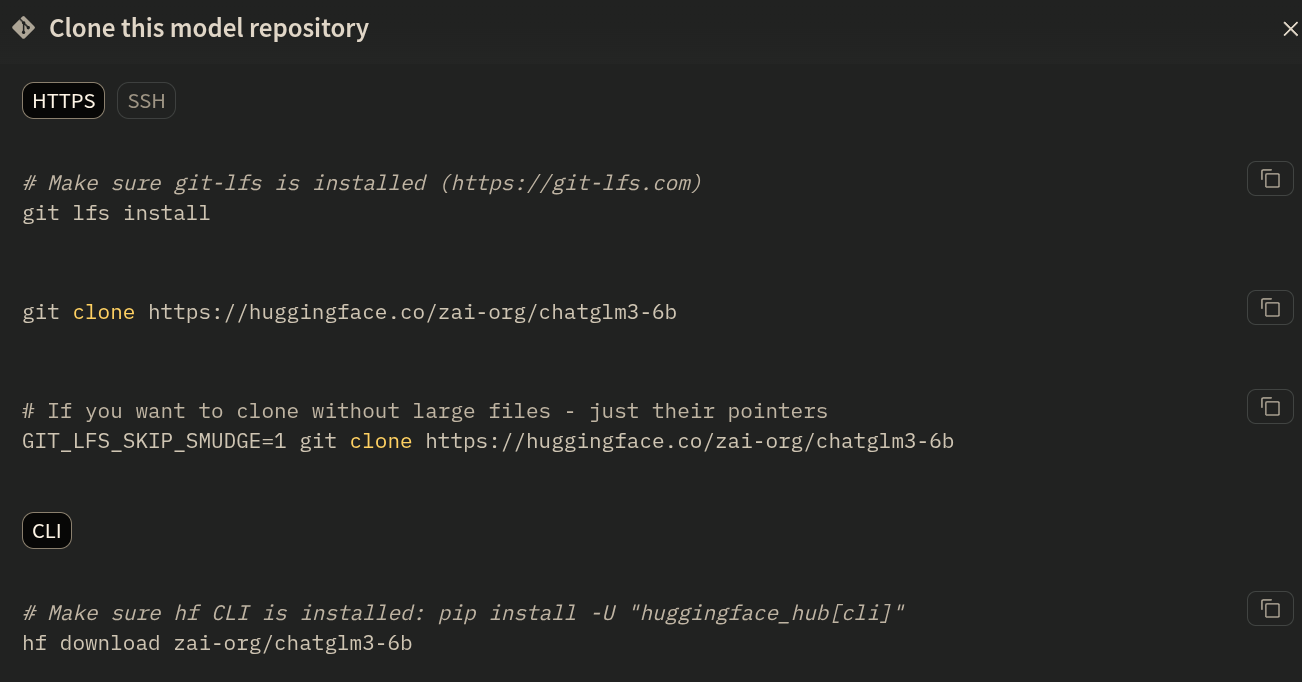 Clone this model repository
HTTPS SSH
# Make sure git-lfs is installed (https://git-lfs.com)
git lfs install
git clone https://huggingface.co/zai-org/chatglm3-6b
# If you want to clone without large files - just their pointers
GIT_LFS_SKIP_SMUDGE=1 git clone https://huggingface.co/zai-org/chatglm3-6b
CLI
# Make sure hf CLI is installed: pip install -U "huggingface_hub[cli]"
hf download zai-org/chatglm3-6b